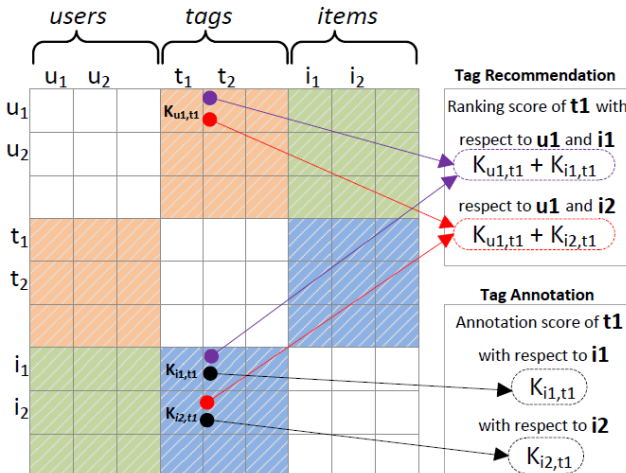 users tags items
u1 u2 t1 t2 i1 i2
u1
u2
t1
t2
i1
i2
Ku1,t1
Ki1,t1
Ki2,t1
Tag Recommendation
Ranking score of t1 with
respect to u1 and i1
Ku1,t1 + Ki1,t1
respect to u1 and i2
Ku1,t1 + Ki2,t1
Tag Annotation
Annotation score of t1
with respect to i1
Ki1,t1
with respect to i2
Ki2,t1